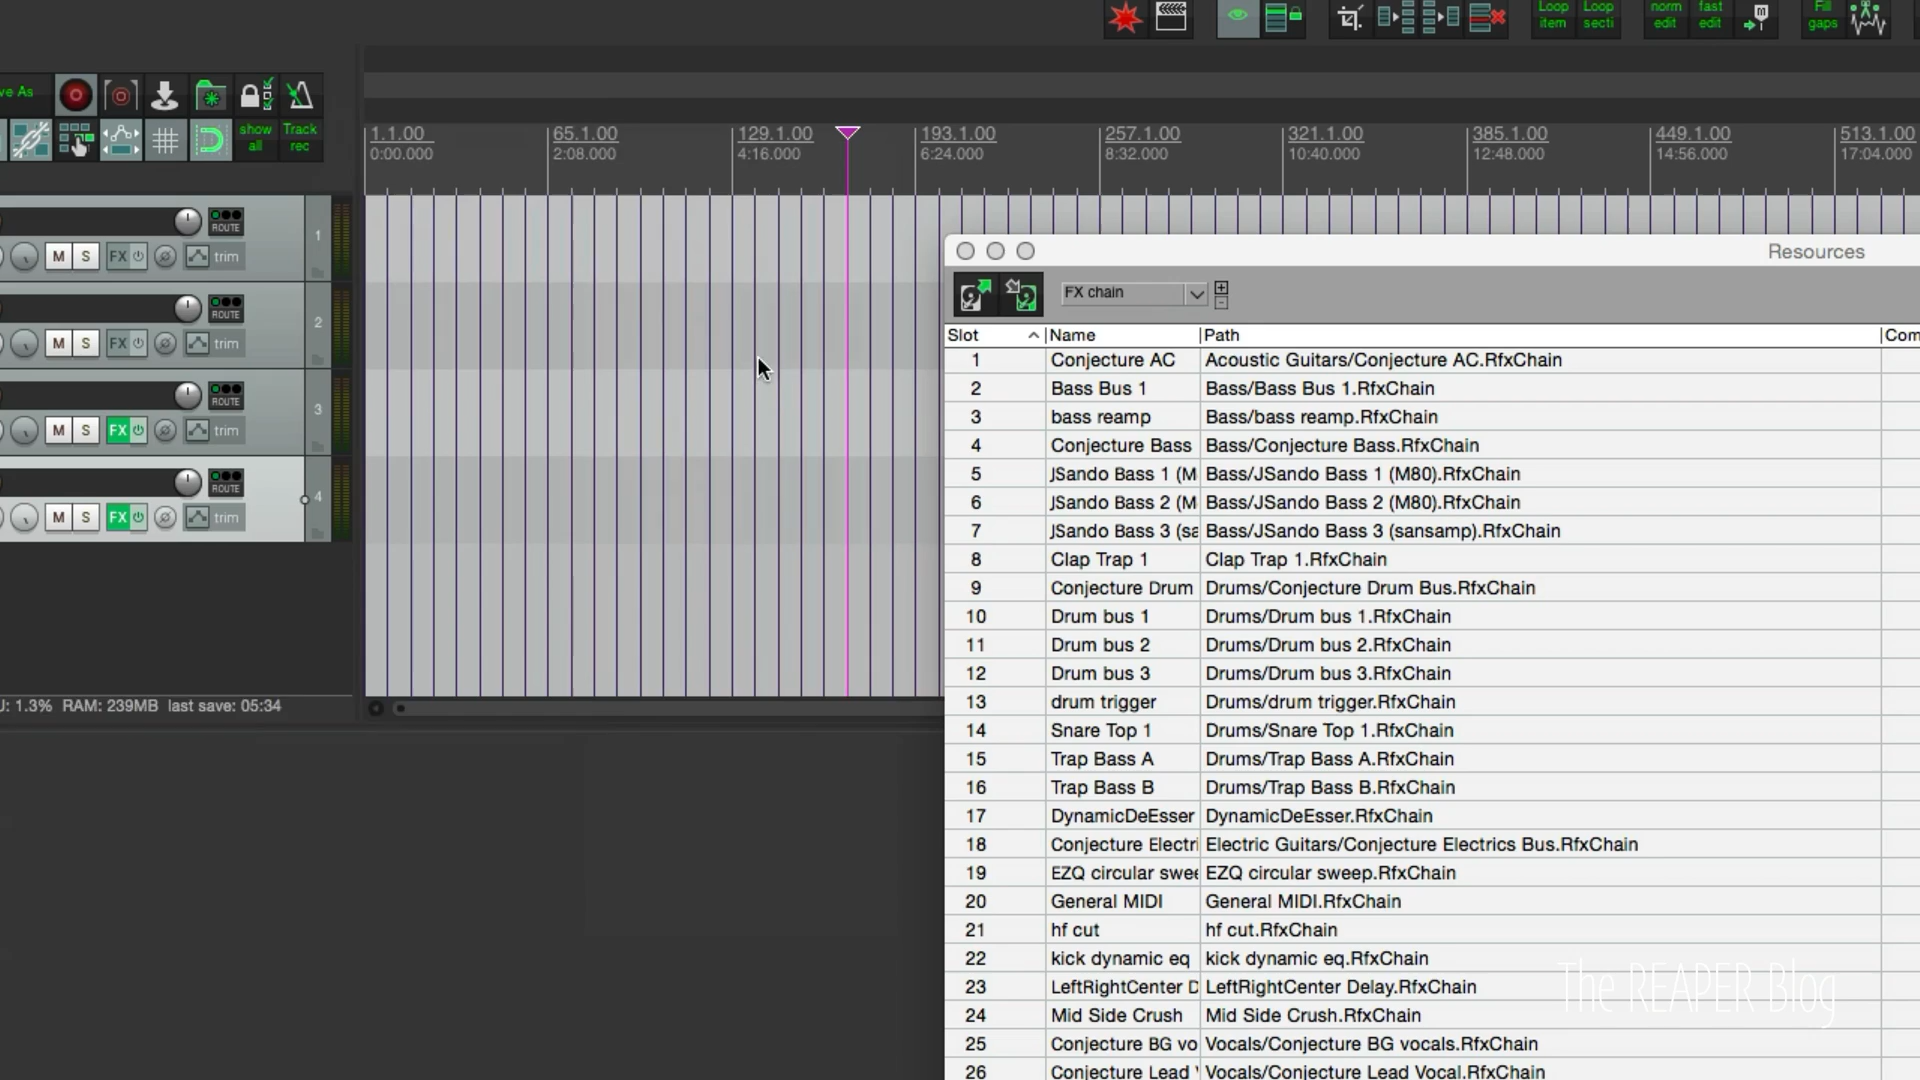 Loop item
Loop secti
norm edit
fast edit
Fill gaps
ve As
show all
Track rec
1.1.00
0:00.000
65.1.00
2:08.000
129.1.00
4:16.000
193.1.00
6:24.000
257.1.00
8:32.000
321.1.00
10:40.000
385.1.00
12:48.000
449.1.00
14:56.000
513.1.00
17:04.000
ROUTE
1
M S FX trim
ROUTE
2
M S FX trim
ROUTE
3
M S FX trim
ROUTE
4
M S FX trim
U: 1.3% RAM: 239MB last save: 05:34
Resources
FX chain
Slot Name Path Com
1 Conjecture AC Acoustic Guitars/Conjecture AC.RfxChain
2 Bass Bus 1 Bass/Bass Bus 1.RfxChain
3 bass reamp Bass/bass reamp.RfxChain
4 Conjecture Bass Bass/Conjecture Bass.RfxChain
5 JSando Bass 1 (M Bass/JSando Bass 1 (M80).RfxChain
6 JSando Bass 2 (M Bass/JSando Bass 2 (M80).RfxChain
7 JSando Bass 3 (sa Bass/JSando Bass 3 (sansamp).RfxChain
8 Clap Trap 1 Clap Trap 1.RfxChain
9 Conjecture Drum Drums/Conjecture Drum Bus.RfxChain
10 Drum bus 1 Drums/Drum bus 1.RfxChain
11 Drum bus 2 Drums/Drum bus 2.RfxChain
12 Drum bus 3 Drums/Drum bus 3.RfxChain
13 drum trigger Drums/drum trigger.RfxChain
14 Snare Top 1 Drums/Snare Top 1.RfxChain
15 Trap Bass A Drums/Trap Bass A.RfxChain
16 Trap Bass B Drums/Trap Bass B.RfxChain
17 DynamicDeEsser DynamicDeEsser.RfxChain
18 Conjecture Electri Electric Guitars/Conjecture Electrics Bus.RfxChain
19 EZQ circular swee EZQ circular sweep.RfxChain
20 General MIDI General MIDI.RfxChain
21 hf cut hf cut.RfxChain
22 kick dynamic eq kick dynamic eq.RfxChain
23 LeftRightCenter D LeftRightCenter Delay.RfxChain
24 Mid Side Crush Mid Side Crush.RfxChain
25 Conjecture BG vo Vocals/Conjecture BG vocals.RfxChain
26 Conjecture Lead V Vocals/Conjecture Lead Vocal.RfxChain
The REAPER Blog